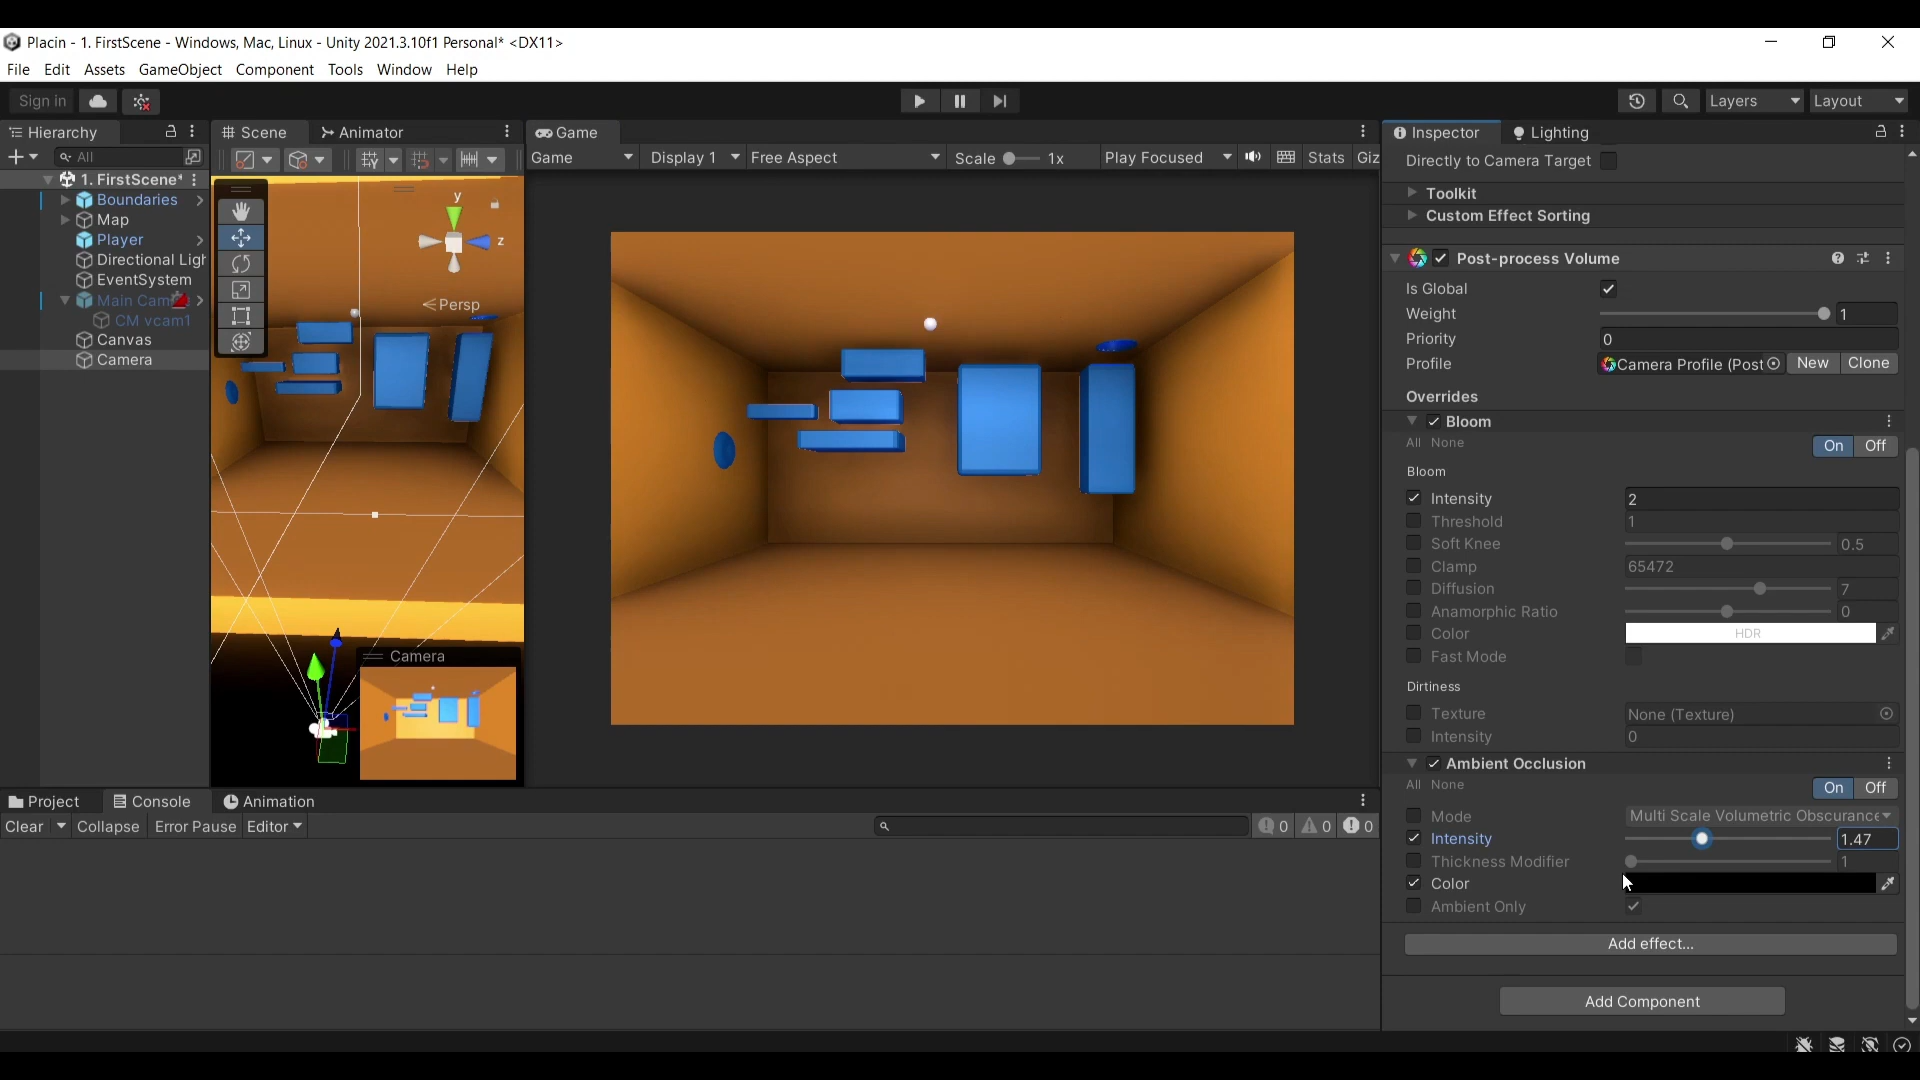 Placin - 1. FirstScene - Windows, Mac, Linux - Unity 2021.3.10f1 Personal* <DX11>
File Edit Assets GameObject Component Tools Window Help
Sign in
Layers Layout
Hierarchy Scene Animator Game Inspector Lighting
All
Game Display 1 Free Aspect Scale 1x Play Focused Stats Giz
Directly to Camera Target
1. FirstScene*
Boundaries
Map
Player
Directional Ligh
EventSystem
Main Cam
CM vcam1
Canvas
Camera
y
z
Persp
Camera
Toolkit
Custom Effect Sorting
Post-process Volume
Is Global
Weight 1
Priority 0
Profile Camera Profile (Post New Clone
Overrides
Bloom
All None On Off
Bloom
Intensity 2
Threshold 1
Soft Knee 0.5
Clamp 65472
Diffusion 7
Anamorphic Ratio 0
Color HDR
Fast Mode
Dirtiness
Texture None (Texture)
Intensity 0
Ambient Occlusion
All None On Off
Mode Multi Scale Volumetric Obscurance
Intensity 1.47
Thickness Modifier 1
Color
Ambient Only
Add effect...
Add Component
Project Console Animation
Clear Collapse Error Pause Editor 0 0 0